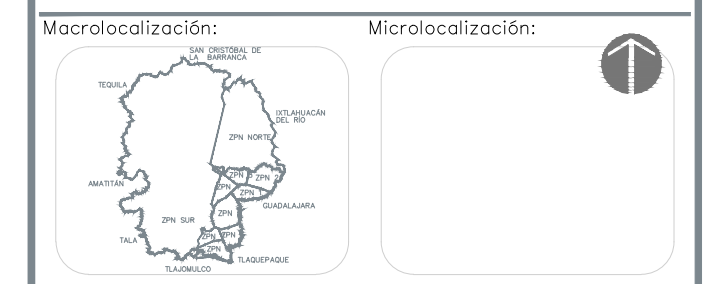 Macrolocalización:
Microlocalización:
SAN CRISTÓBAL DE
LA BARRANCA
TEQUILA
IXTLAHUACÁN
DEL RÍO
ZPN NORTE
ZPN
ZPN 2
AMATITÁN
ZPN
ZPN 1
GUADALAJARA
ZPN
ZPN SUR
ZPN
ZPN
TALA
ZPN
TLAQUEPAQUE
TLAJOMULCO